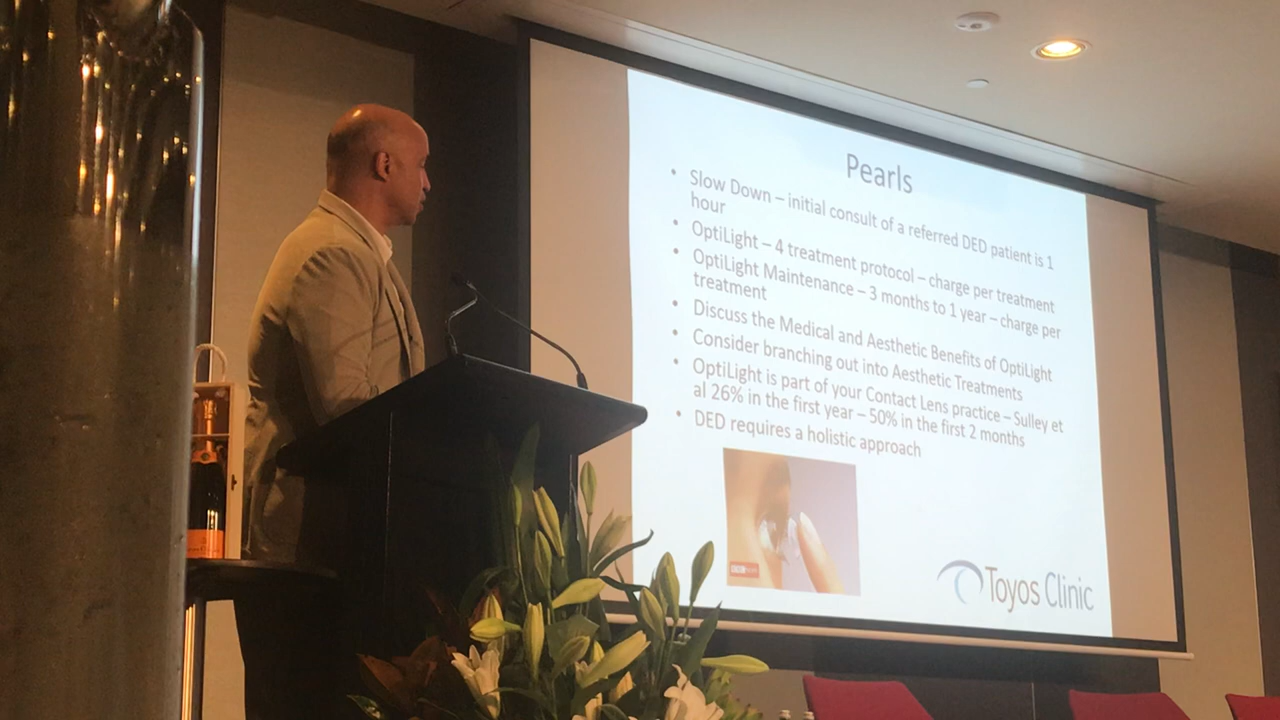 Pearls
• Slow Down – initial consult of a referred DED patient is 1
hour
• OptiLight – 4 treatment protocol – charge per treatment
• OptiLight Maintenance – 3 months to 1 year – charge per
treatment
• Discuss the Medical and Aesthetic Benefits of OptiLight
• Consider branching out into Aesthetic Treatments
• OptiLight is part of your Contact Lens practice – Sulley et
al 26% in the first year – 50% in the first 2 months
• DED requires a holistic approach
Toyos Clinic